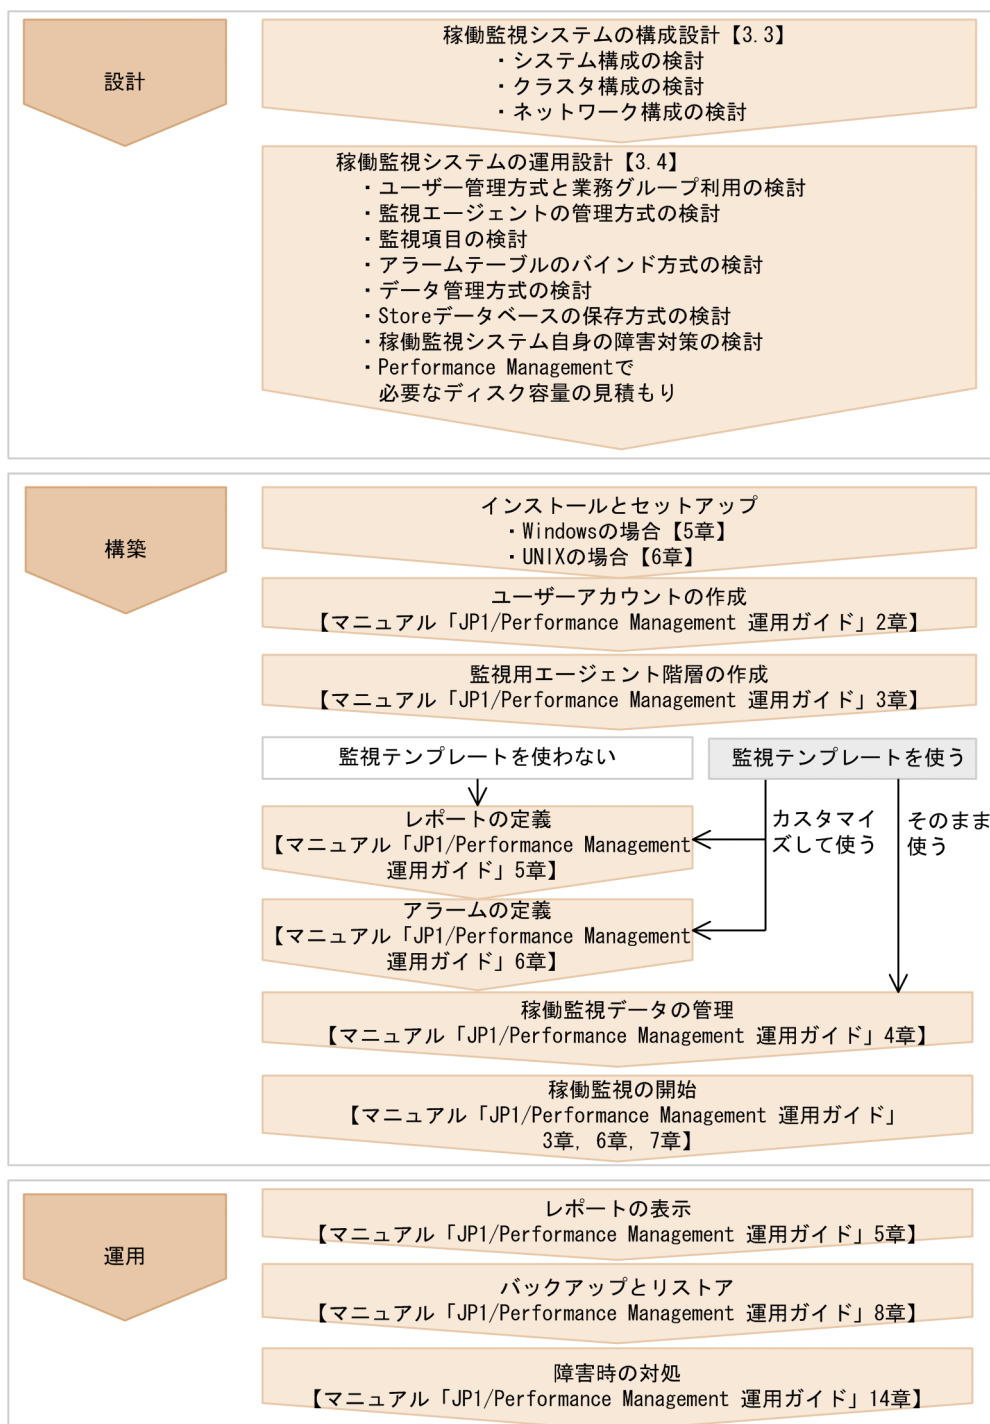 設計
稼働監視システムの構成設計【3.3】
・システム構成の検討
・クラスタ構成の検討
・ネットワーク構成の検討
稼働監視システムの運用設計【3.4】
・ユーザー管理方式と業務グループ利用の検討
・監視エージェントの管理方式の検討
・監視項目の検討
・アラームテーブルのバインド方式の検討
・データ管理方式の検討
・Storeデータベースの保存方式の検討
・稼働監視システム自身の障害対策の検討
・Performance Managementで
必要なディスク容量の見積もり
構築
インストールとセットアップ
・Windowsの場合【5章】
・UNIXの場合【6章】
ユーザーアカウントの作成
【マニュアル「JP1/Performance Management 運用ガイド」2章】
監視用エージェント階層の作成
【マニュアル「JP1/Performance Management 運用ガイド」3章】
監視テンプレートを使わない
監視テンプレートを使う
カスタマイ
ズして使う
そのまま
使う
レポートの定義
【マニュアル「JP1/Performance Management
運用ガイド」5章】
アラームの定義
【マニュアル「JP1/Performance Management
運用ガイド」6章】
稼働監視データの管理
【マニュアル「JP1/Performance Management 運用ガイド」4章】
稼働監視の開始
【マニュアル「JP1/Performance Management 運用ガイド」
3章, 6章, 7章】
運用
レポートの表示
【マニュアル「JP1/Performance Management 運用ガイド」5章】
バックアップとリストア
【マニュアル「JP1/Performance Management 運用ガイド」8章】
障害時の対処
【マニュアル「JP1/Performance Management 運用ガイド」14章】